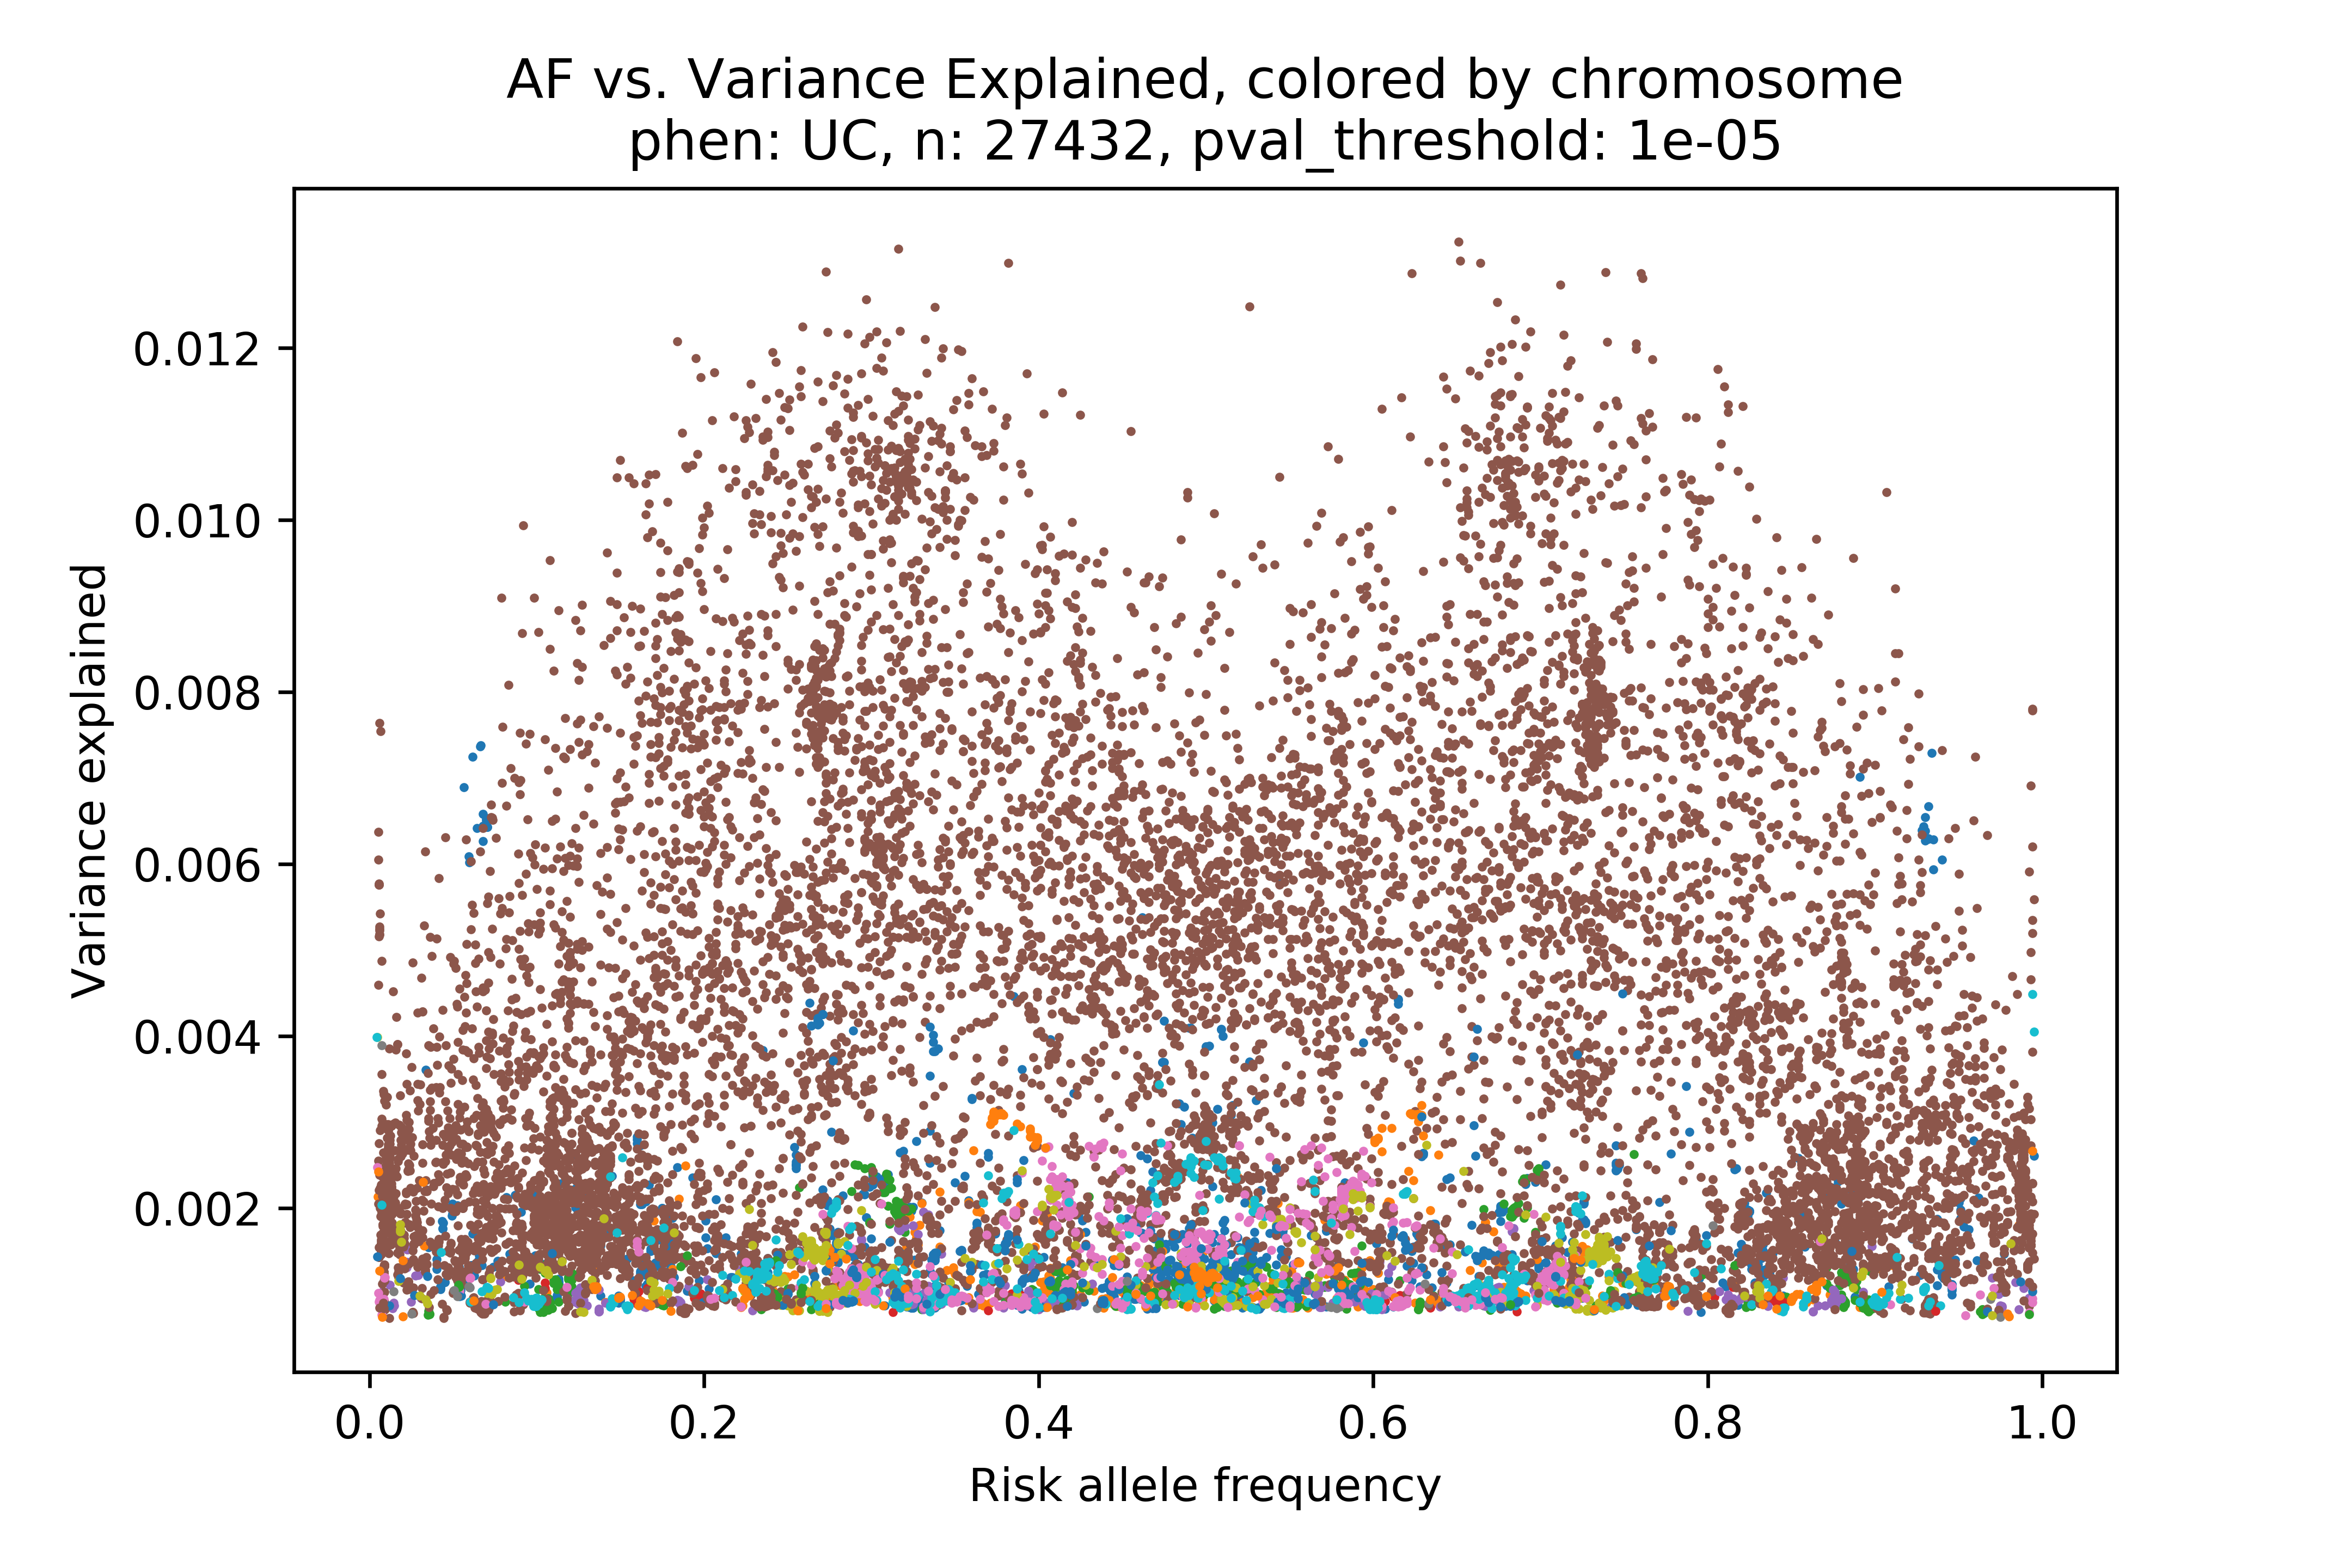 AF vs. Variance Explained, colored by chromosome
phen: UC, n: 27432, pval_threshold: 1e-05
Variance explained
0.012
0.010
0.008
0.006
0.004
0.002
0.0 0.2 0.4 0.6 0.8 1.0
Risk allele frequency